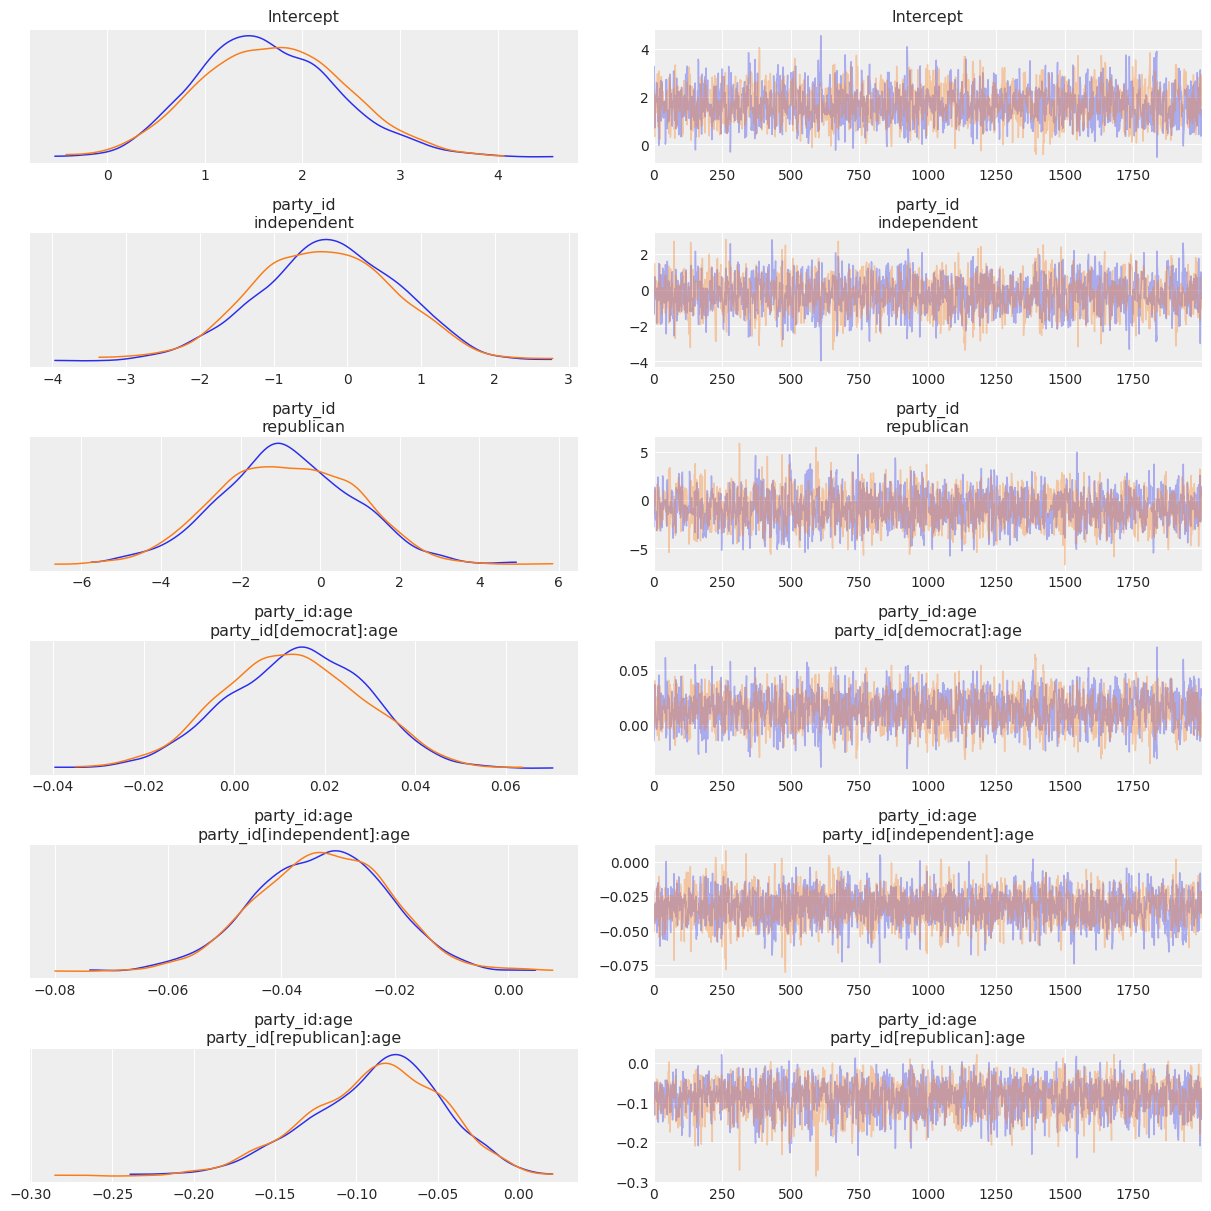 Intercept
Intercept
0 1 2 3 4
4
2
0
0 250 500 750 1000 1250 1500 1750
party_id
independent
party_id
independent
−4 −3 −2 −1 0 1 2 3
2
0
−2
−4
0 250 500 750 1000 1250 1500 1750
party_id
republican
party_id
republican
−6 −4 −2 0 2 4 6
5
0
−5
0 250 500 750 1000 1250 1500 1750
party_id:age
party_id[democrat]:age
party_id:age
party_id[democrat]:age
−0.04 −0.02 0.00 0.02 0.04 0.06
0.05
0.00
0 250 500 750 1000 1250 1500 1750
party_id:age
party_id[independent]:age
party_id:age
party_id[independent]:age
−0.08 −0.06 −0.04 −0.02 0.00
0.000
−0.025
−0.050
−0.075
0 250 500 750 1000 1250 1500 1750
party_id:age
party_id[republican]:age
party_id:age
party_id[republican]:age
−0.30 −0.25 −0.20 −0.15 −0.10 −0.05 0.00
0.0
−0.1
−0.2
−0.3
0 250 500 750 1000 1250 1500 1750